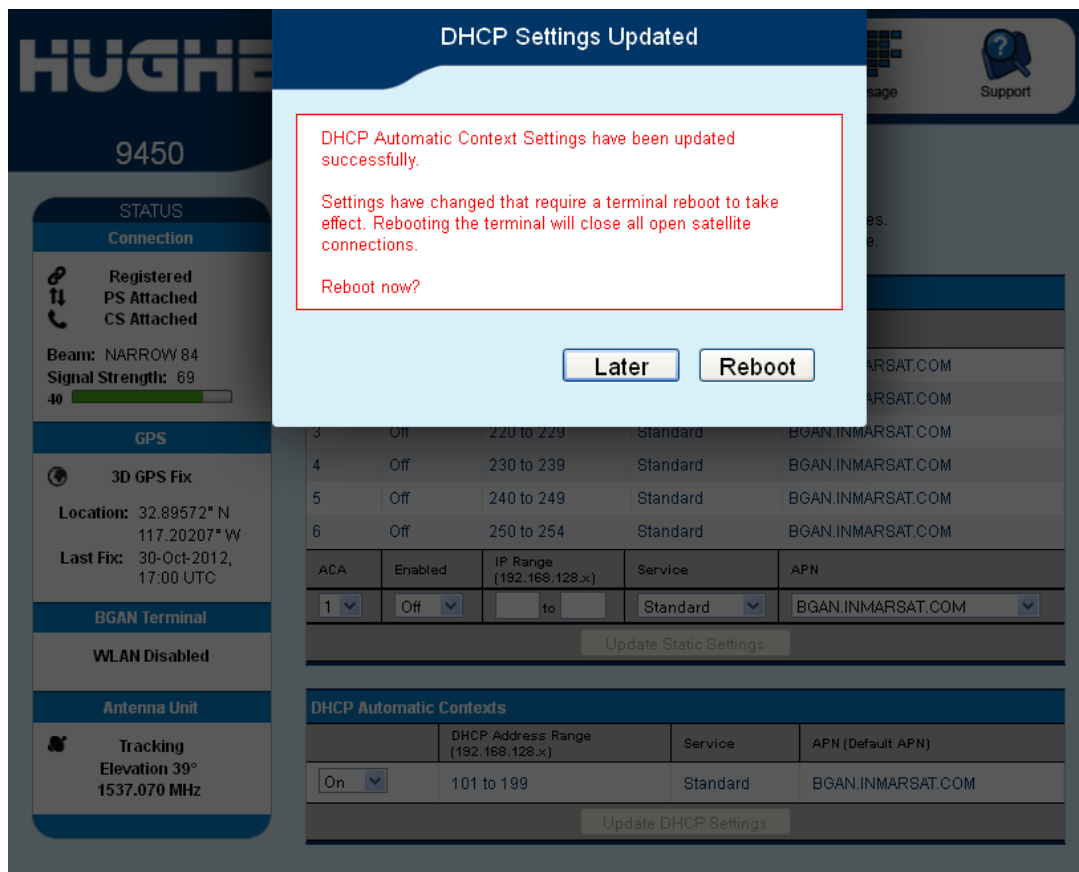 DHCP Settings Updated
HUGHE
sage
Support
9450
DHCP Automatic Context Settings have been updated
successfully.
Settings have changed that require a terminal reboot to take
effect. Rebooting the terminal will close all open satellite
connections.
Reboot now?
Later
Reboot
STATUS
Connection
Registered
PS Attached
CS Attached
Beam: NARROW 84
Signal Strength: 69
40
GPS
3D GPS Fix
Location: 32.89572° N
117.20207° W
Last Fix: 30-Oct-2012,
17:00 UTC
BGAN Terminal
WLAN Disabled
Antenna Unit
Tracking
Elevation 39°
1537.070 MHz
es.
e.
ARSAT.COM
ARSAT.COM
3 Off 220 to 229 Standard BGAN.INMARSAT.COM
4 Off 230 to 239 Standard BGAN.INMARSAT.COM
5 Off 240 to 249 Standard BGAN.INMARSAT.COM
6 Off 250 to 254 Standard BGAN.INMARSAT.COM
ACA Enabled IP Range (192.168.128.x) Service APN
1 Off to Standard BGAN.INMARSAT.COM
Update Static Settings
DHCP Automatic Contexts
DHCP Address Range (192.168.128.x) Service APN (Default APN)
On 101 to 199 Standard BGAN.INMARSAT.COM
Update DHCP Settings